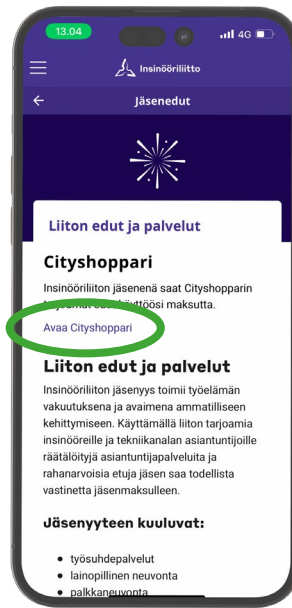 13.04
4G
Insinööriliitto
Jäsenedut
Liiton edut ja palvelut
Cityshoppari
Insinööriliiton jäsenenä saat Cityshopparin
maksutta.
Avaa Cityshoppari
Liiton edut ja palvelut
Insinööriliiton jäsenyys toimii työelämän
vakuutuksena ja avaimena ammatilliseen
kehittymiseen. Käyttämällä liiton tarjoamia
insinööreille ja tekniikanalan asiantuntijoille
räätälöityjä asiantuntijapalveluita ja
rahanarvoisia etuja jäsen saa todellista
vastinetta jäsenmaksulleen.
Jäsenyyteen kuuluvat:
• työsuhdepalvelut
• lainopillinen neuvonta
• palkkaneuvonta